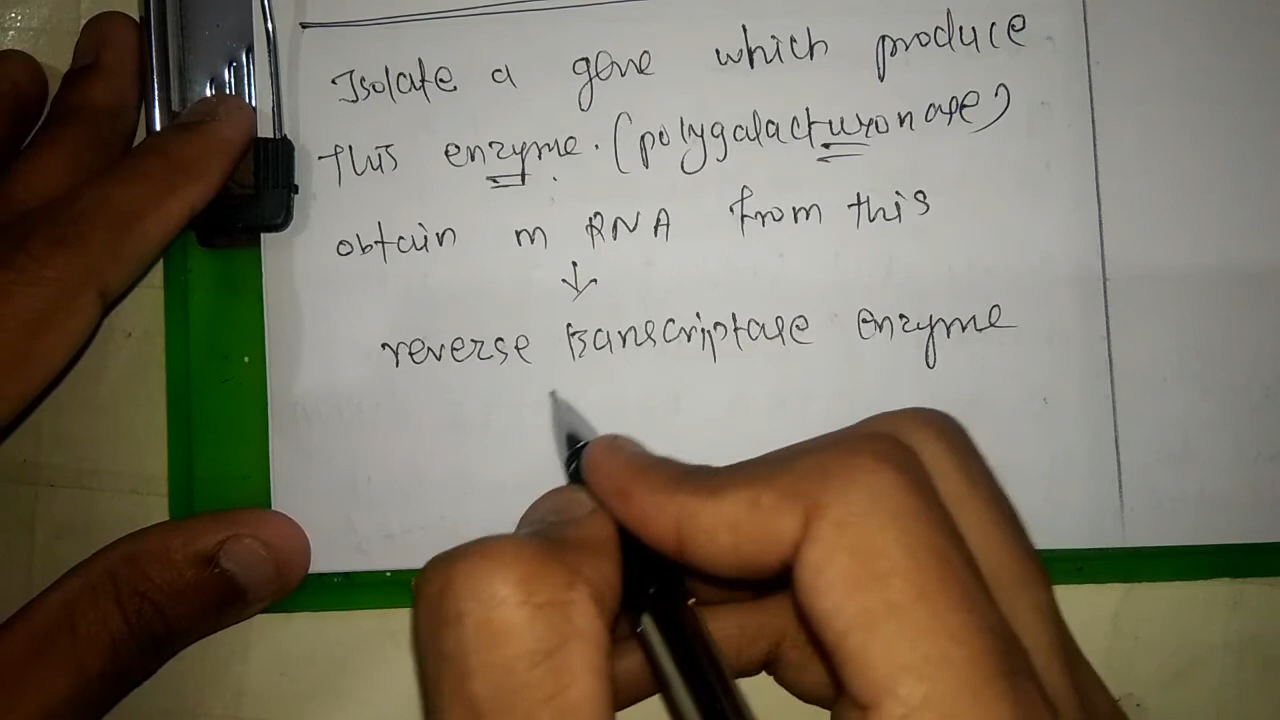 Isolate a gene which produce
this enzyme. (polygalacturonase)
obtain m RNA from this
↓
reverse transcriptase enzyme